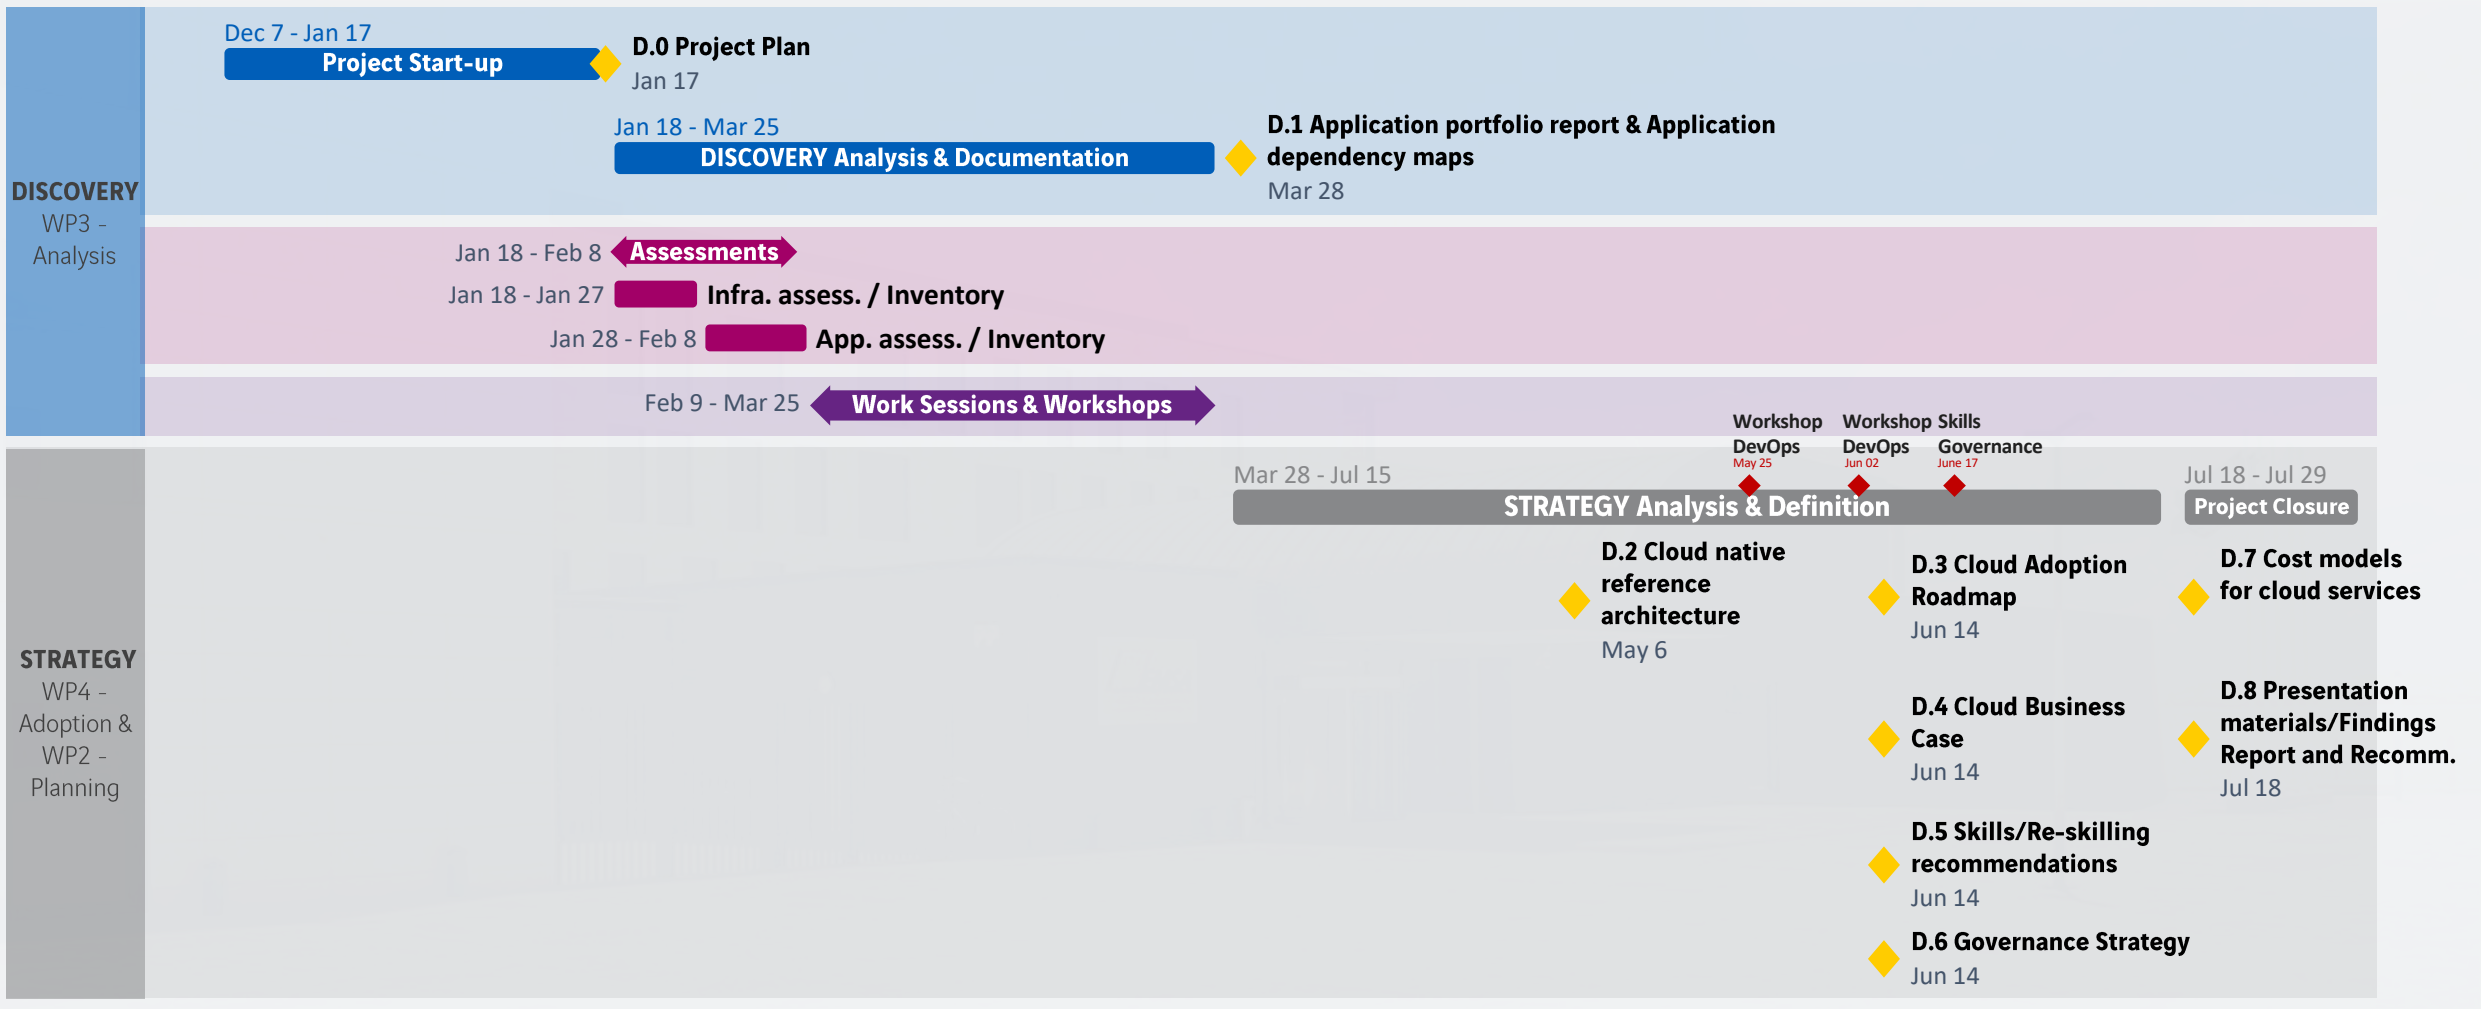 Dec 7 - Jan 17
Project Start-up
D.0 Project Plan
Jan 17
Jan 18 - Mar 25
DISCOVERY Analysis & Documentation
D.1 Application portfolio report & Application
dependency maps
Mar 28
DISCOVERY
WP3 -
Analysis
Jan 18 - Feb 8
Assessments
Jan 18 - Jan 27
Infra. assess. / Inventory
Jan 28 - Feb 8
App. assess. / Inventory
Feb 9 - Mar 25
Work Sessions & Workshops
Workshop
DevOps
May 25
Workshop
DevOps
Jun 02
Skills
Governance
June 17
Mar 28 - Jul 15
STRATEGY Analysis & Definition
Jul 18 - Jul 29
Project Closure
STRATEGY
WP4 -
Adoption &
WP2 -
Planning
D.2 Cloud native
reference
architecture
May 6
D.3 Cloud Adoption
Roadmap
Jun 14
D.4 Cloud Business
Case
Jun 14
D.5 Skills/Re-skilling
recommendations
Jun 14
D.6 Governance Strategy
Jun 14
D.7 Cost models
for cloud services
D.8 Presentation
materials/Findings
Report and Recomm.
Jul 18